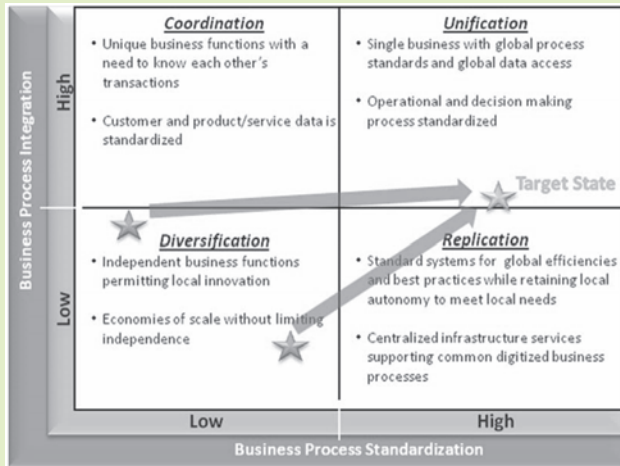 Coordination
• Unique business functions with a
need to know each other's
transactions
• Customer and product/service data is
standardized
Unification
• Single business with global process
standards and global data access
• Operational and decision making
process standardized
Target State
Diversification
• Independent business functions
permitting local innovation
• Economies of scale without limiting
independence
Replication
• Standard systems for global efficiencies
and best practices while retaining local
autonomy to meet local needs
• Centralized infrastructure services
supporting common digitized business
processes
Business Process Integration
High
Low
Low
High
Business Process Standardization